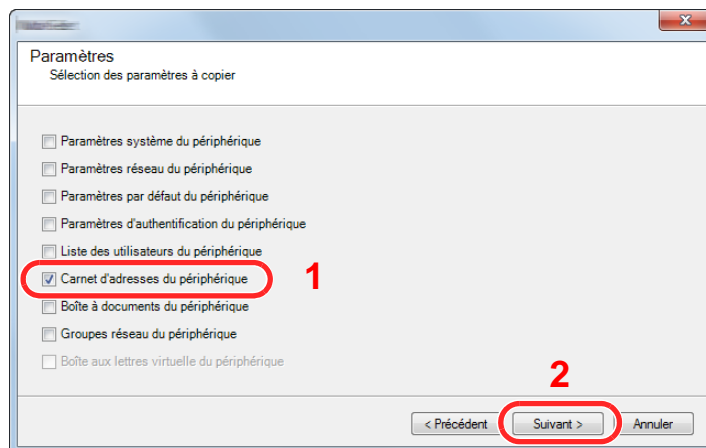 Paramètres
Sélection des paramètres à copier
Paramètres système du périphérique
Paramètres réseau du périphérique
Paramètres par défaut du périphérique
Paramètres d'authentification du périphérique
Liste des utilisateurs du périphérique
Carnet d'adresses du périphérique 1
Boîte à documents du périphérique
Groupes réseau du périphérique
Boîte aux lettres virtuelle du périphérique
2
< Précédent Suivant > Annuler